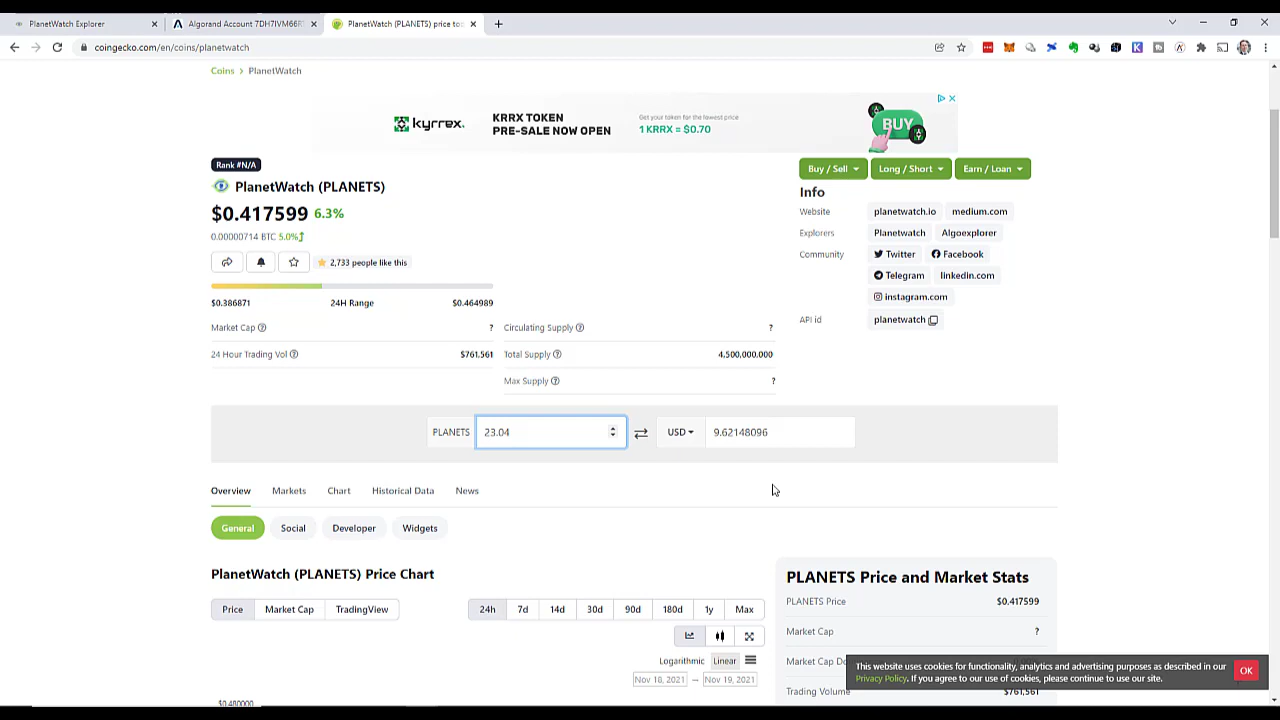 PlanetWatch Explorer
Algorand Account 7DH7IVM66R
PlanetWatch (PLANETS) price to
coingecko.com/en/coins/planetwatch
Coins > PlanetWatch
kyrrex.
KRRX TOKEN
PRE-SALE NOW OPEN
Get your token for the lowest price
1 KRRX = $0.70
BUY
Rank #N/A
PlanetWatch (PLANETS)
$0.417599 6.3%
0.00000714 BTC 5.0%
2,733 people like this
$0.386871 24H Range $0.464989
Market Cap ?
24 Hour Trading Vol $761,561
Circulating Supply ?
Total Supply 4,500,000,000
Max Supply ?
Buy / Sell Long / Short Earn / Loan
Info
Website planetwatch.io medium.com
Explorers Planetwatch Algoexplorer
Community Twitter Facebook
Telegram linkedin.com
instagram.com
API id planetwatch
PLANETS 23.04 USD 9.62148096
Overview Markets Chart Historical Data News
General Social Developer Widgets
PlanetWatch (PLANETS) Price Chart
Price Market Cap TradingView
24h 7d 14d 30d 90d 180d 1y Max
Logarithmic Linear
Nov 18, 2021 → Nov 19, 2021
$0.480000
PLANETS Price and Market Stats
PLANETS Price $0.417599
Market Cap ?
Market Cap Do
Trading Volume $761,561
This website uses cookies for functionality, analytics and advertising purposes as described in our
Privacy Policy. If you agree to our use of cookies, please continue to use our site.
OK